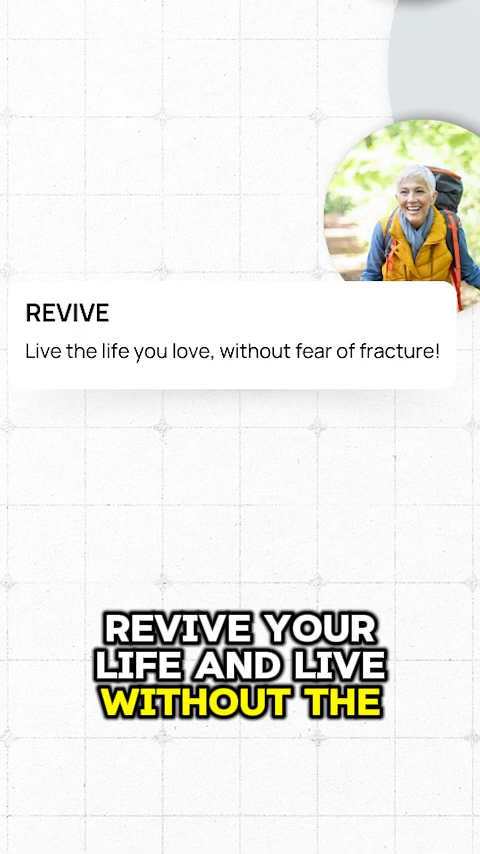 REVIVE
Live the life you love, without fear of fracture!
REVIVE YOUR
LIFE AND LIVE
WITHOUT THE